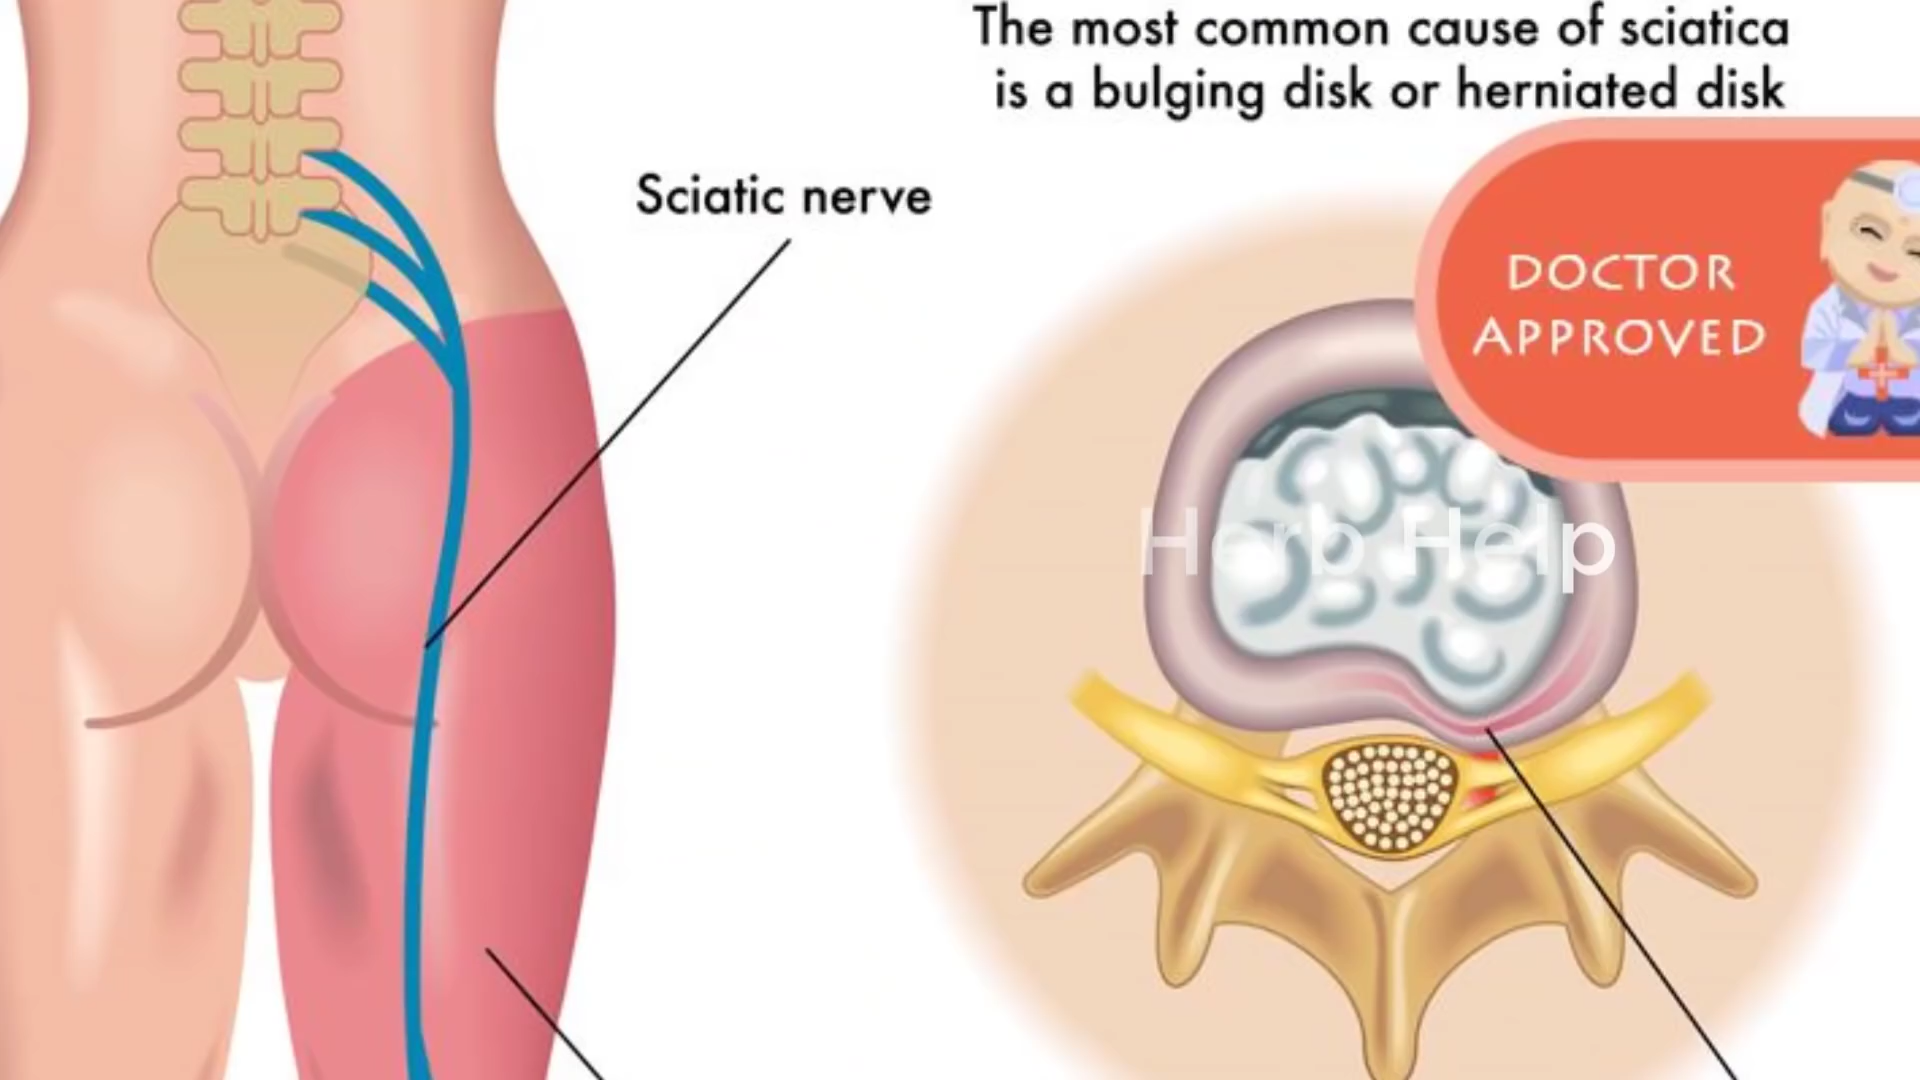 The most common cause of sciatica
is a bulging disk or herniated disk
Sciatic nerve
DOCTOR
APPROVED
Herb Help